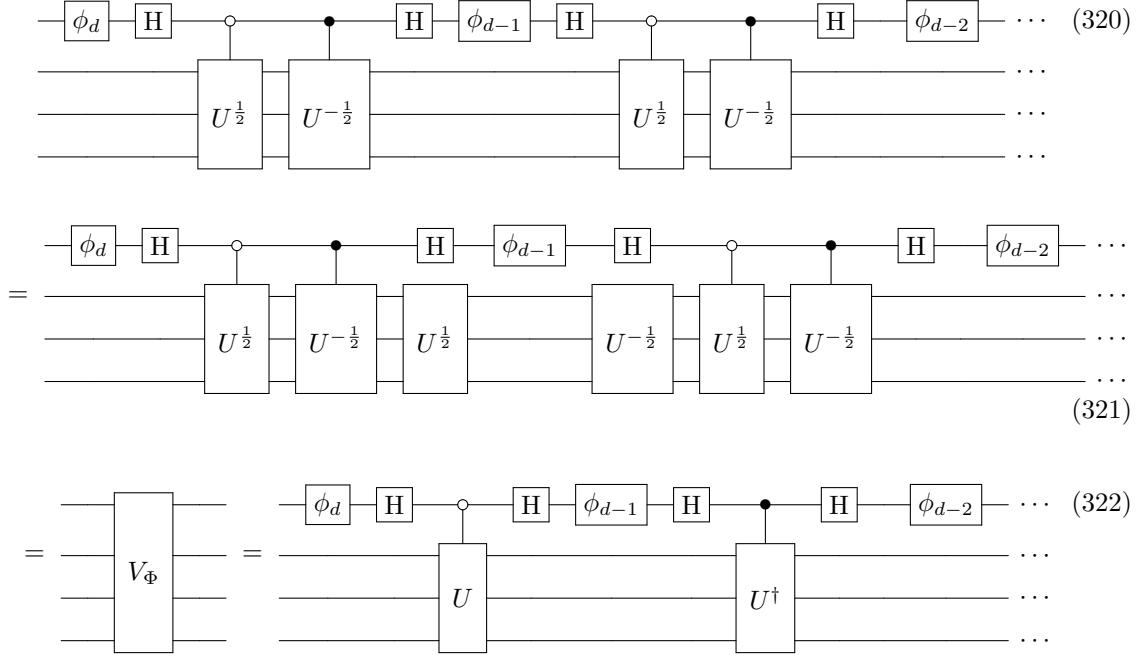 ϕ_d H H ϕ_{d−1} H H ϕ_{d−2} ⋯ (320)
U^{1/2} U^{−1/2} U^{1/2} U^{−1/2} ⋯
⋯
⋯
ϕ_d H H ϕ_{d−1} H H ϕ_{d−2} ⋯
= U^{1/2} U^{−1/2} U^{1/2} U^{−1/2} U^{1/2} U^{−1/2} ⋯
⋯
⋯
(321)
= V_Φ = ϕ_d H H ϕ_{d−1} H H ϕ_{d−2} ⋯ (322)
U U^† ⋯
⋯
⋯